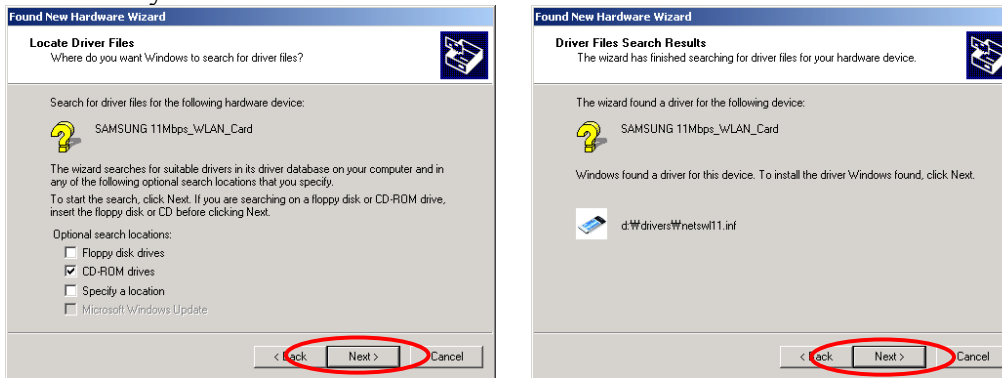 Found New Hardware Wizard
Locate Driver Files
Where do you want Windows to search for driver files?
Search for driver files for the following hardware device:
SAMSUNG 11Mbps_WLAN_Card
The wizard searches for suitable drivers in its driver database on your computer and in
any of the following optional search locations that you specify.
To start the search, click Next. If you are searching on a floppy disk or CD-ROM drive,
insert the floppy disk or CD before clicking Next.
Optional search locations:
Floppy disk drives
CD-ROM drives
Specify a location
Microsoft Windows Update
< Back Next > Cancel
Found New Hardware Wizard
Driver Files Search Results
The wizard has finished searching for driver files for your hardware device.
The wizard found a driver for the following device:
SAMSUNG 11Mbps_WLAN_Card
Windows found a driver for this device. To install the driver Windows found, click Next.
d:₩drivers₩netswl11.inf
< Back Next > Cancel